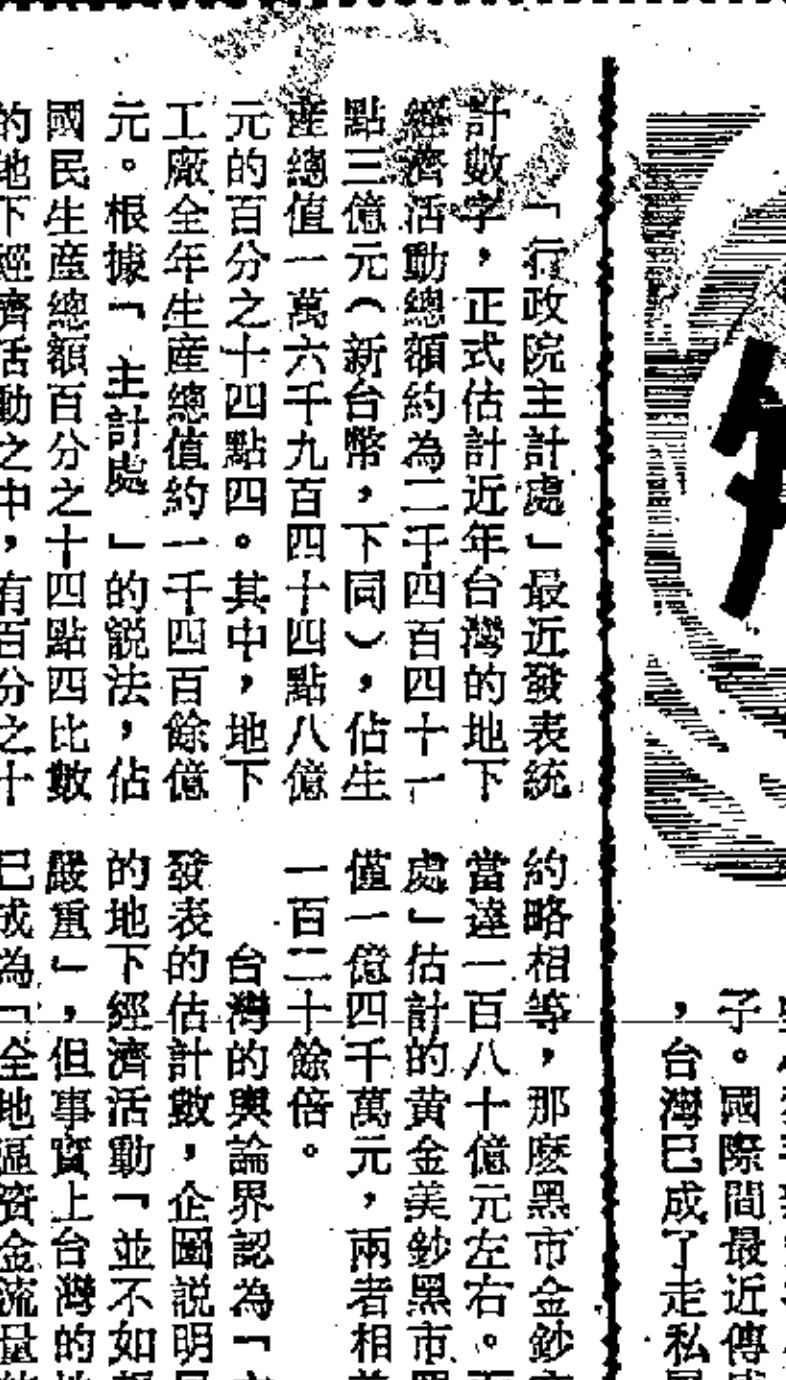 「行政院主計處」最近發表統
計數字，正式估計近年台灣的地下
經濟活動總額約為二千四百四十一
點三億元（新台幣，下同），佔生
產總值一萬六千九百四十四點八億
元的百分之十四點四。其中，地下
工廠全年生產總值約一千四百餘億
元。根據「主計處」的說法，佔
國民生產總額百分之十四點四比數
的地下經濟活動之中，有百分之十
約略相等，那麼黑市金鈔
當達一百八十億元左右。
處」估計的黃金美鈔黑市
僅一億四千萬元，兩者相
一百二十餘倍。
台灣的輿論界認為「
發表的估計數，企圖說明
的地下經濟活動「並不如
嚴重」，但事實上台灣的
已成為「全地區資金流量
子。國際間最近傳
，台灣已成了走私